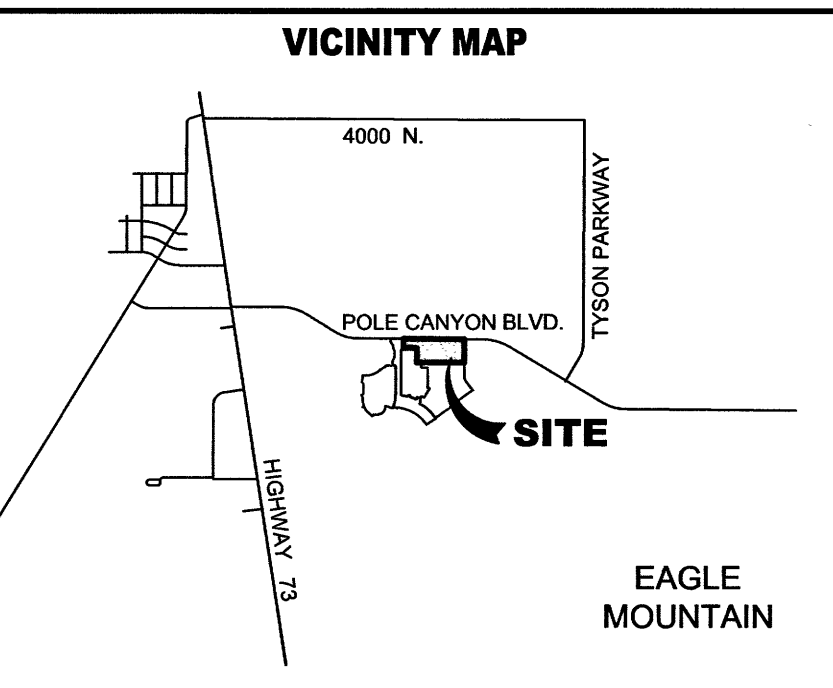 VICINITY MAP
4000 N.
TYSON PARKWAY
POLE CANYON BLVD.
SITE
HIGHWAY 73
EAGLE
MOUNTAIN